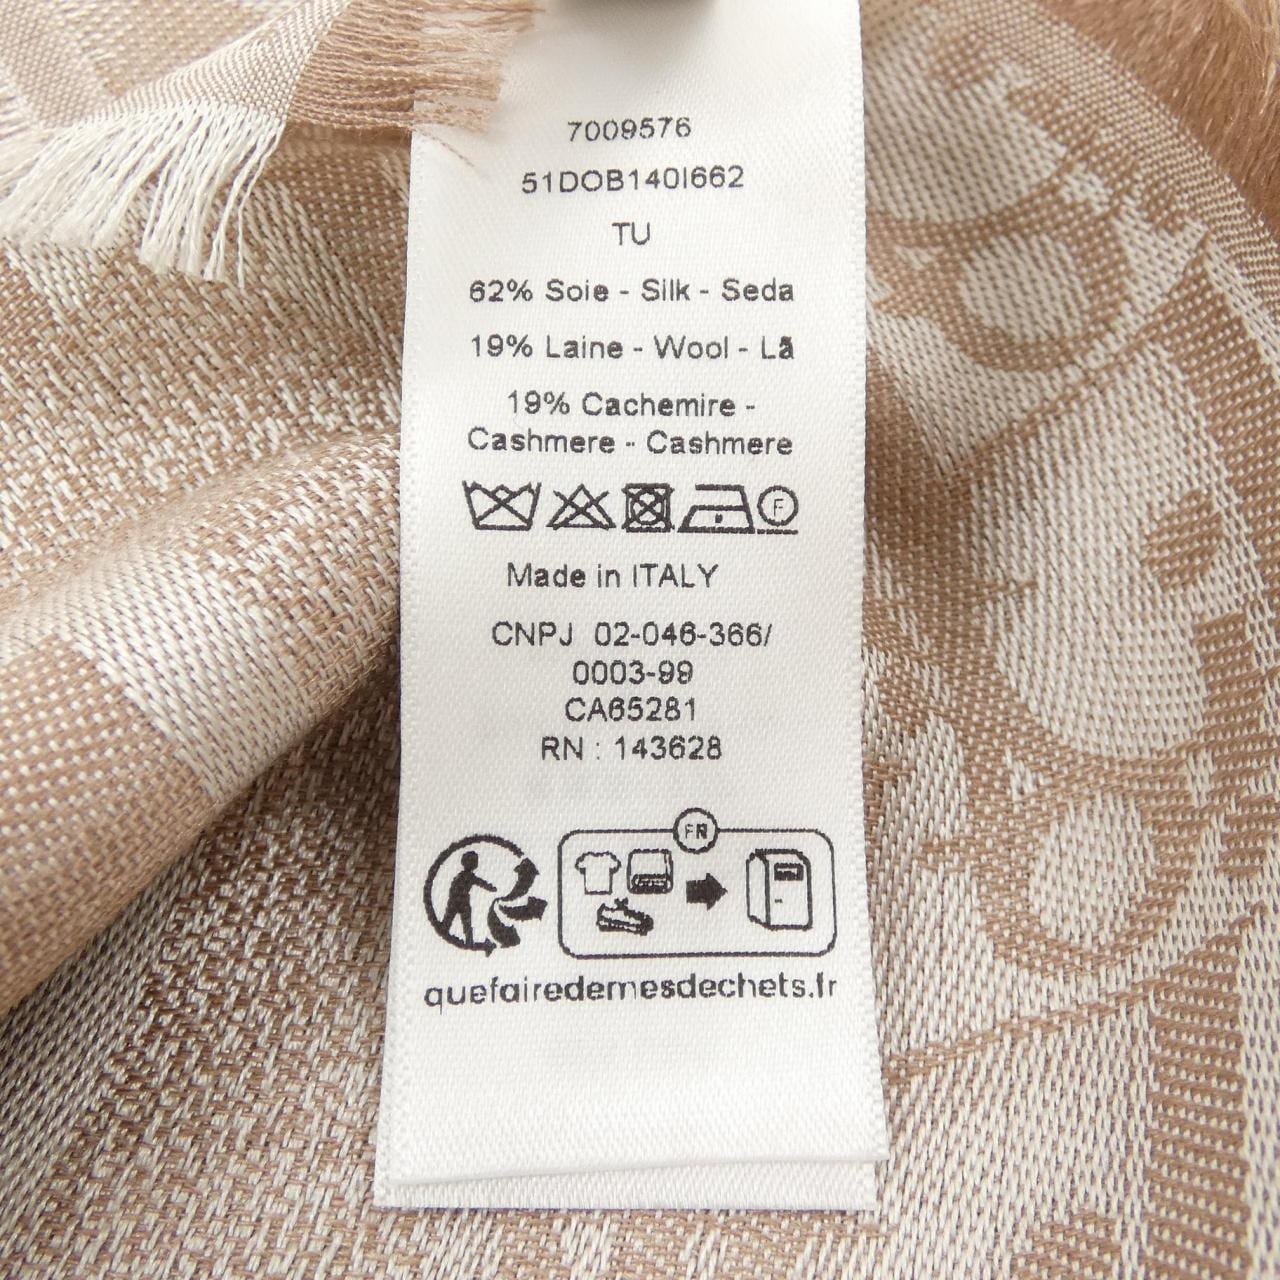 7009576
51DOB140I662
TU
62% Soie - Silk - Seda
19% Laine - Wool - Lã
19% Cachemire -
Cashmere - Cashmere
F
Made in ITALY
CNPJ 02-046-366/
0003-99
CA65281
RN : 143628
FR
quefairedemesdechets.fr